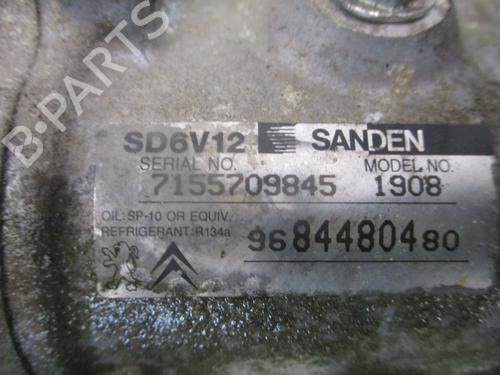 B-PARTS
SD6V12 SANDEN
SERIAL NO. MODEL NO.
7155709845 1908
OIL: SP-10 OR EQUIV.
REFRIGERANT: R134a
9684480480